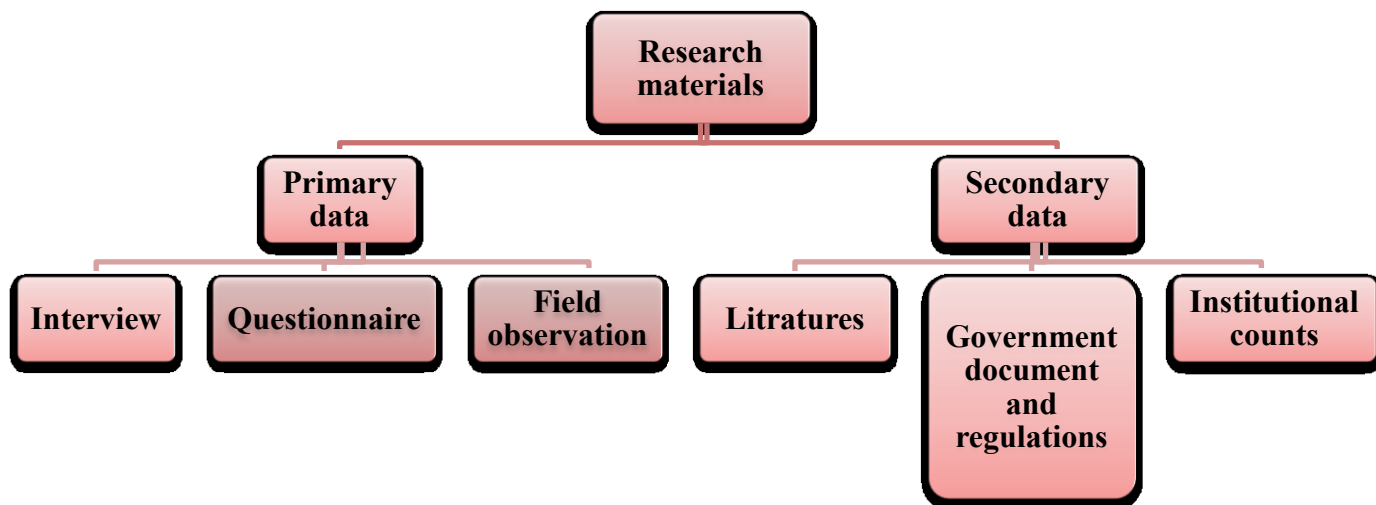 Research
materials
Primary
data
Secondary
data
Interview
Questionnaire
Field
observation
Litratures
Government
document
and
regulations
Institutional
counts